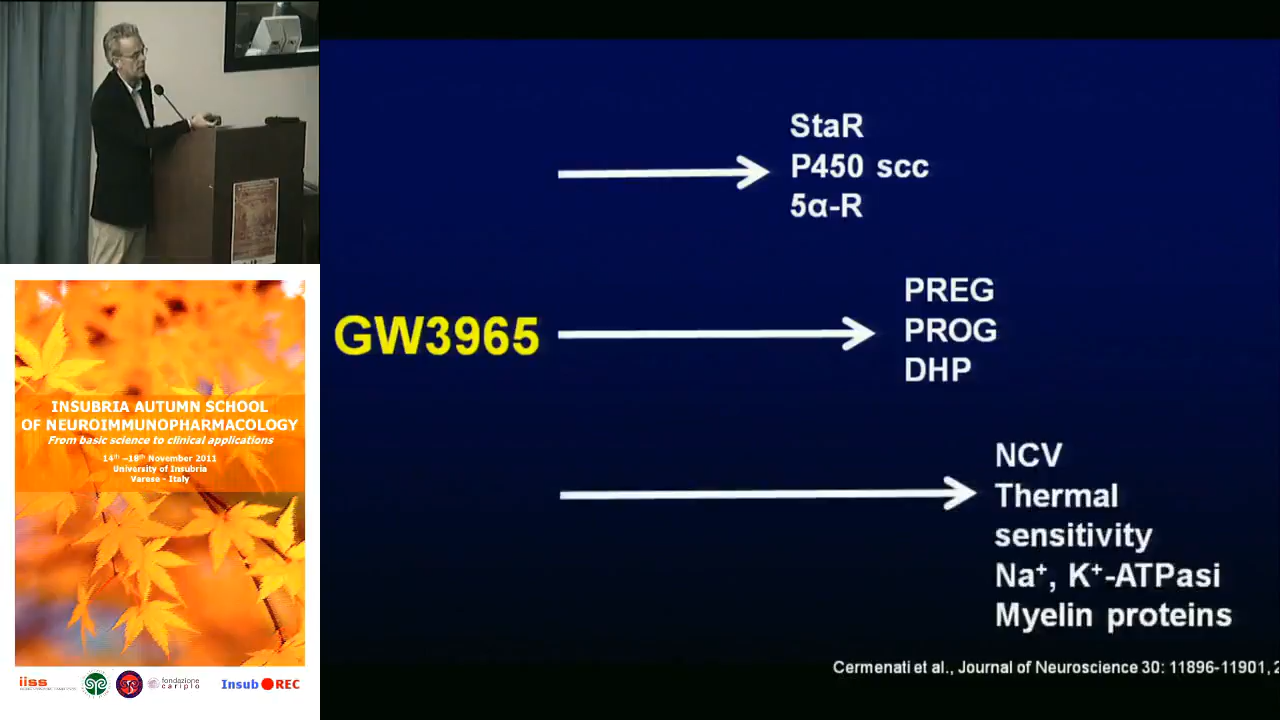 StaR
P450 scc
5α-R
GW3965
PREG
PROG
DHP
NCV
Thermal
sensitivity
Na⁺, K⁺-ATPasi
Myelin proteins
Cermenati et al., Journal of Neuroscience 30: 11896-11901, 2
INSUBRIA AUTUMN SCHOOL
OF NEUROIMMUNOPHARMACOLOGY
From basic science to clinical applications
14th –18th November 2011
University of Insubria
Varese - Italy
iiss
fondazione
cariplo
Insub REC